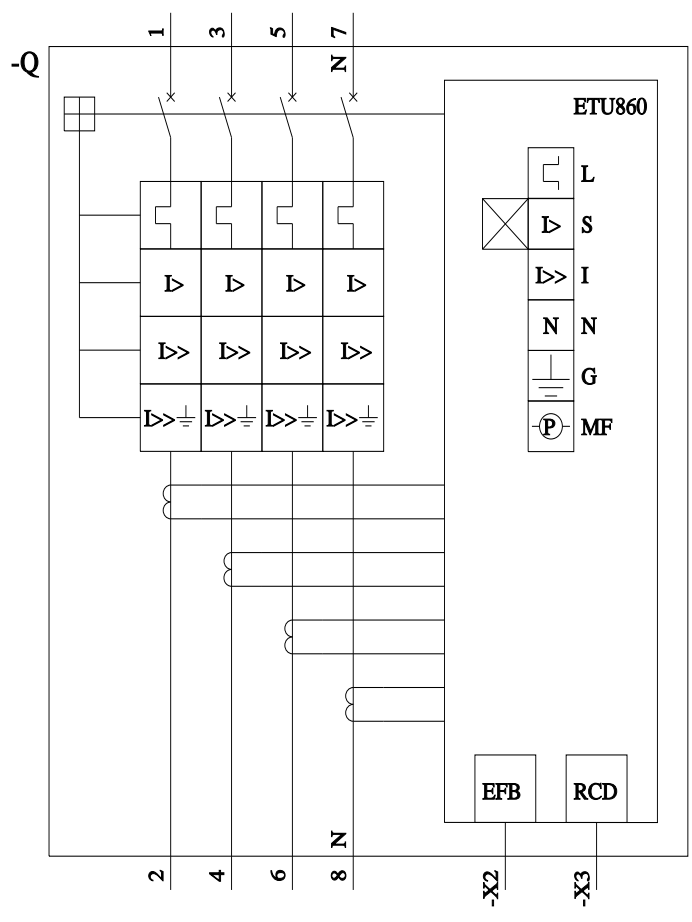 1 3 5 7
N
-Q
ETU860
L
I> I> I> I>
I> S
I>> I
I>> I>> I>> I>>
N N
G
I>> I>> I>> I>>
P MF
EFB RCD
N
2 4 6 8
-X2 -X3